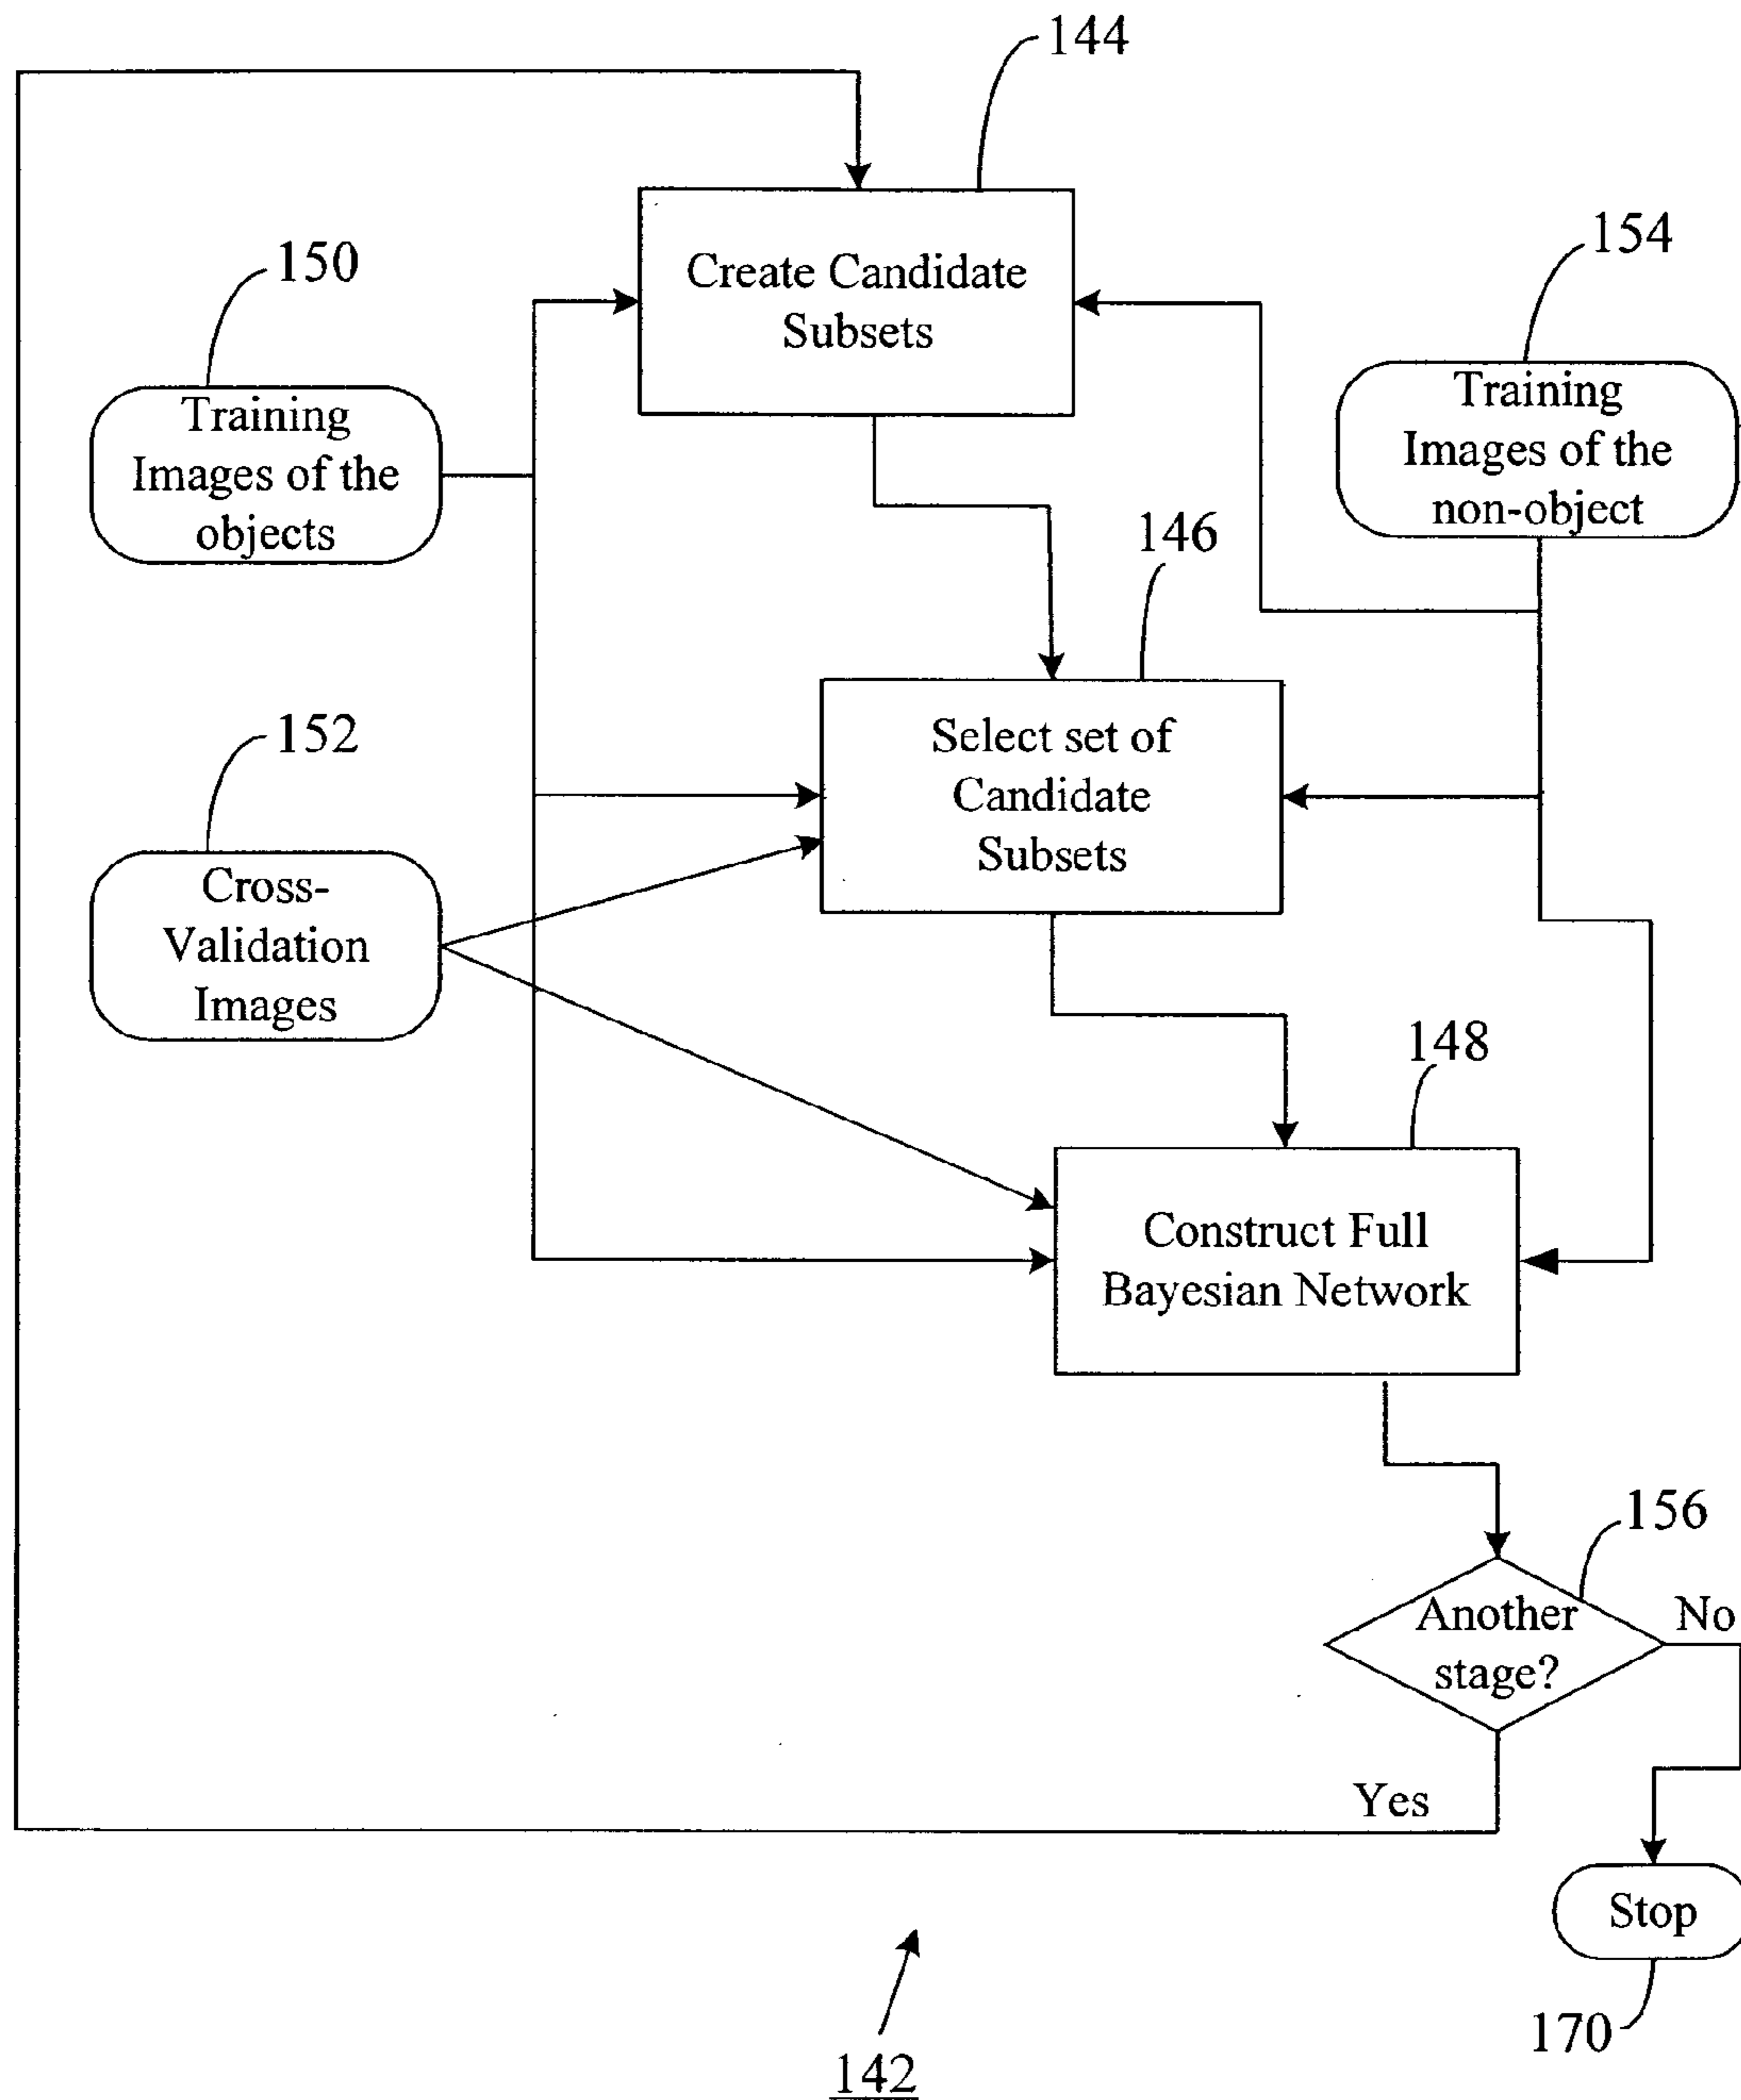 144
Create Candidate
Subsets
150
Training
Images of the
objects
154
Training
Images of the
non-object
146
Select set of
Candidate
Subsets
152
Cross-
Validation
Images
148
Construct Full
Bayesian Network
156
Another
stage?
No
Yes
Stop
170
142